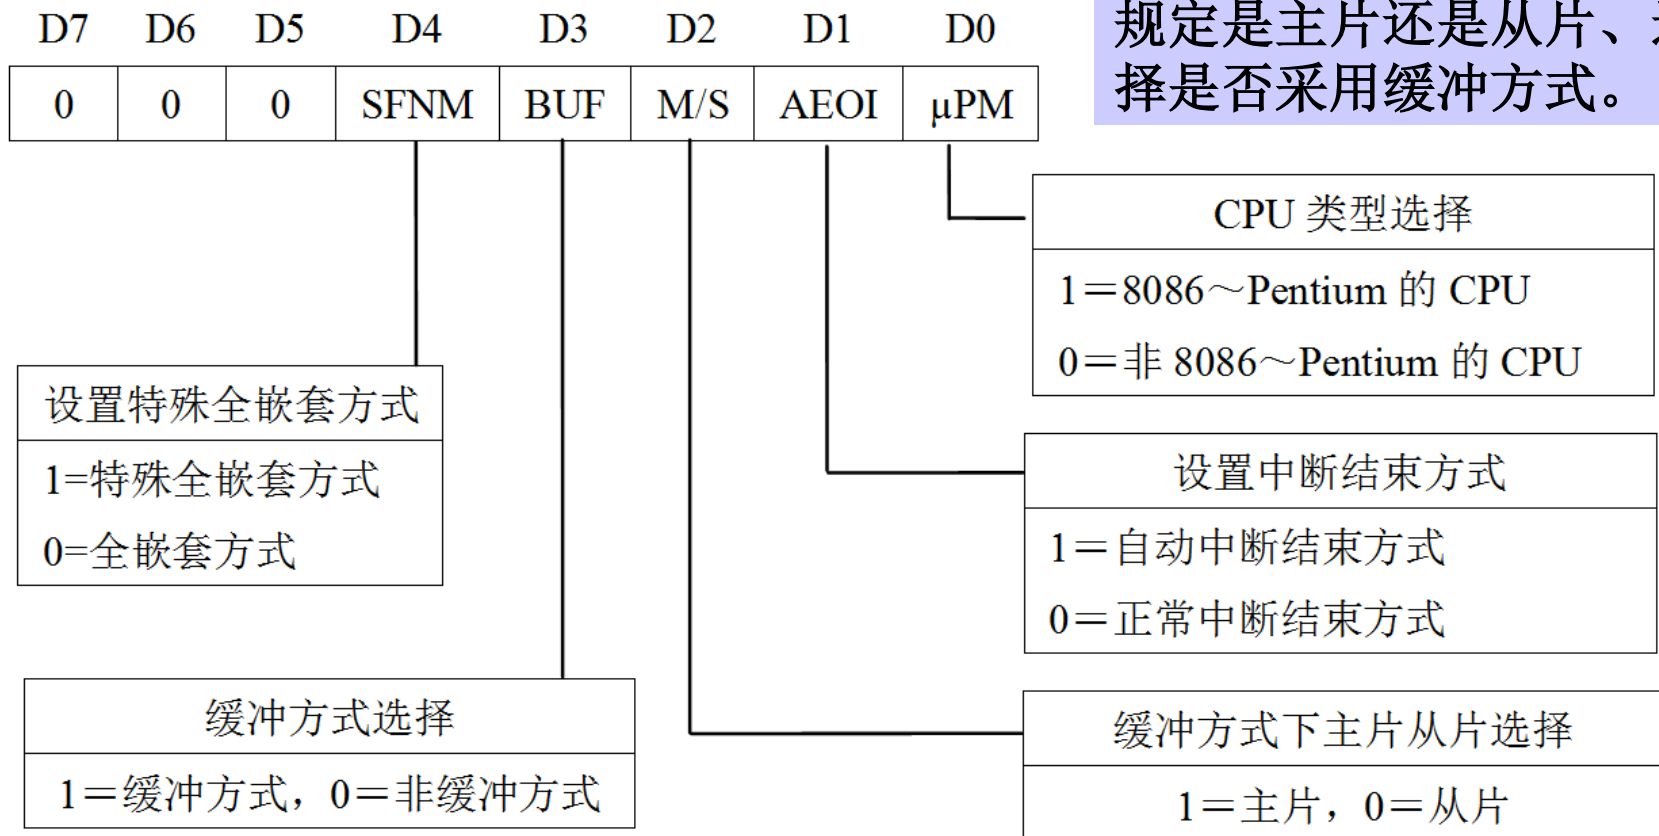 D7 D6 D5 D4 D3 D2 D1 D0
0 0 0 SFNM BUF M/S AEOI μPM
规定是主片还是从片、
择是否采用缓冲方式。
CPU 类型选择
1＝8086～Pentium 的 CPU
0＝非 8086～Pentium 的 CPU
设置特殊全嵌套方式
1=特殊全嵌套方式
0=全嵌套方式
设置中断结束方式
1＝自动中断结束方式
0＝正常中断结束方式
缓冲方式选择
1＝缓冲方式，0＝非缓冲方式
缓冲方式下主片从片选择
1＝主片，0＝从片